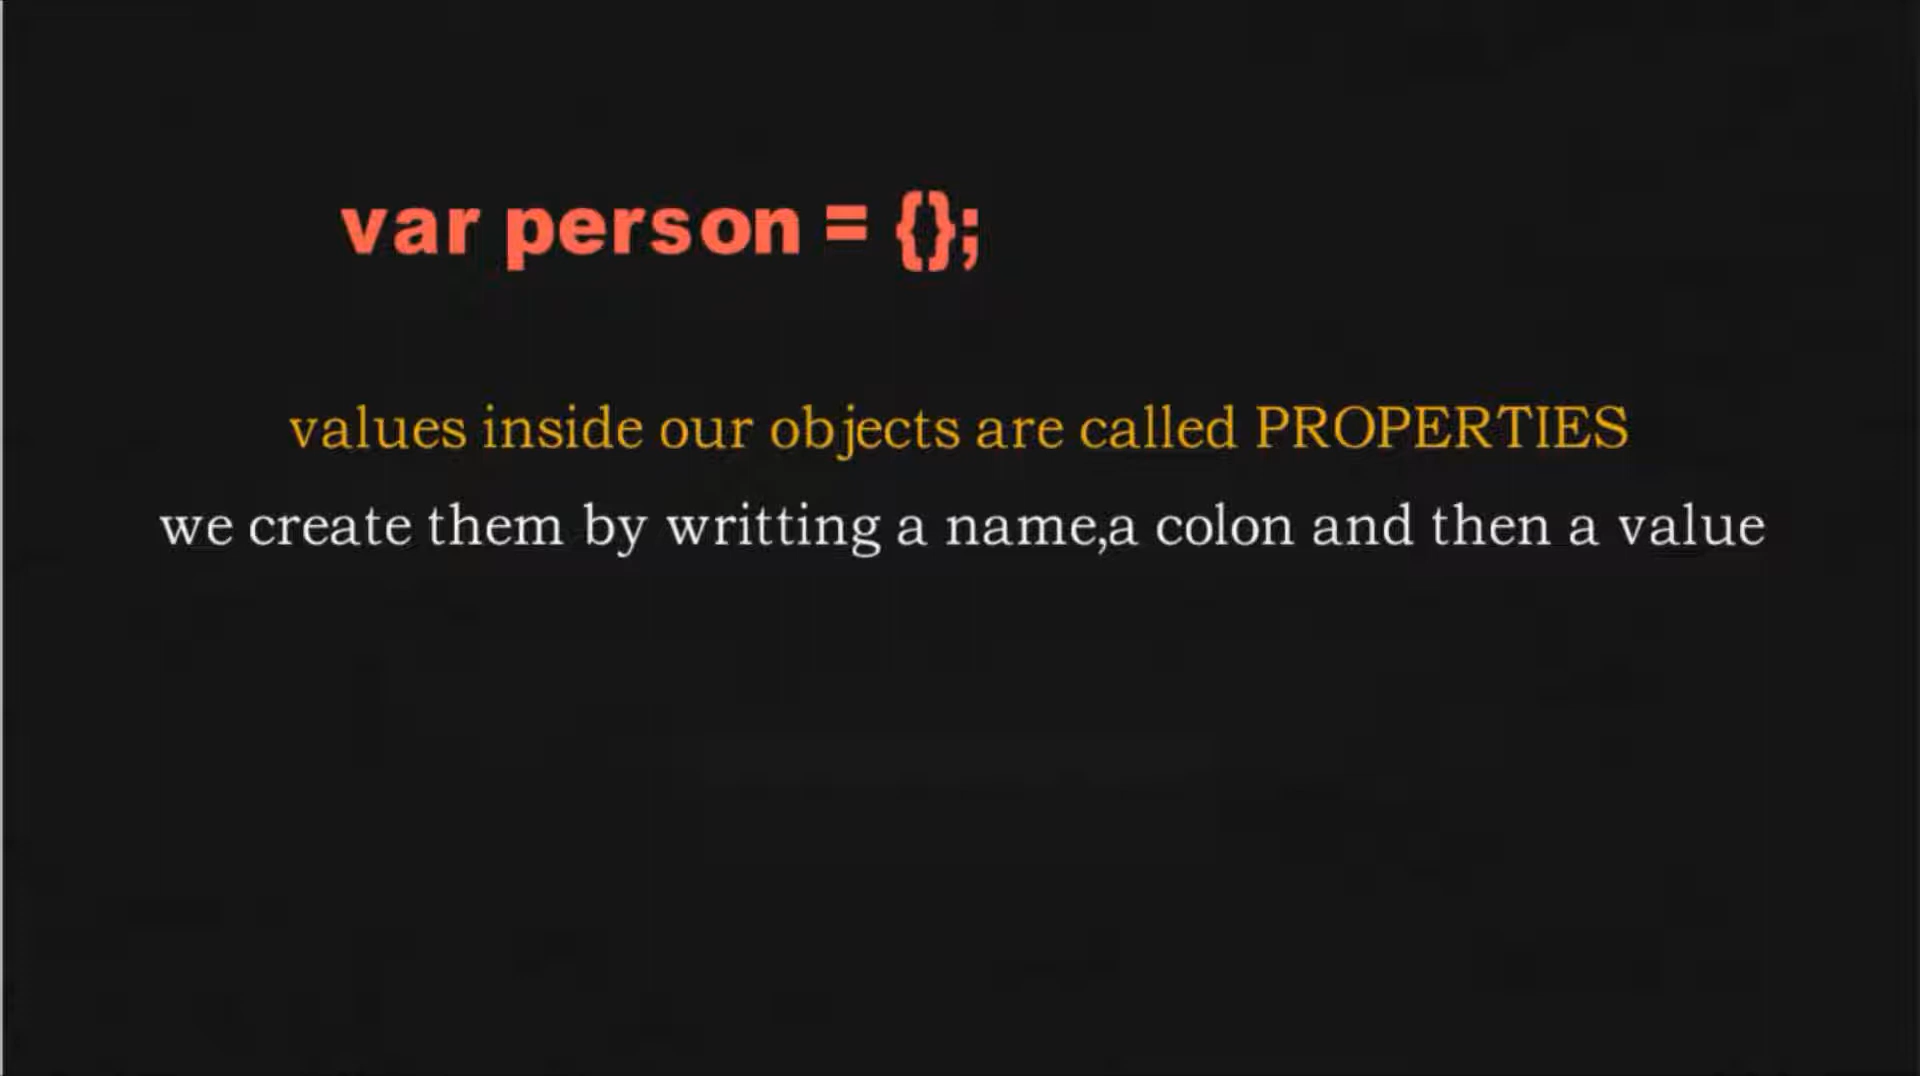 var person = {};
values inside our objects are called PROPERTIES
we create them by writting a name,a colon and then a value